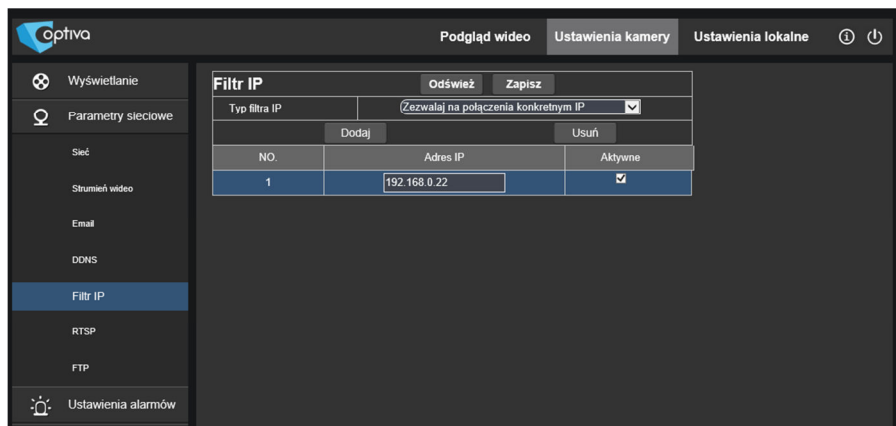 optiva
Podgląd wideo Ustawienia kamery Ustawienia lokalne
Wyświetlanie
Parametry sieciowe
Sieć
Strumień wideo
Email
DDNS
Filtr IP
RTSP
FTP
Ustawienia alarmów
Filtr IP Odśwież Zapisz
Typ filtra IP Zezwalaj na połączenia konkretnym IP
Dodaj Usuń
NO. Adres IP Aktywne
1 192.168.0.22